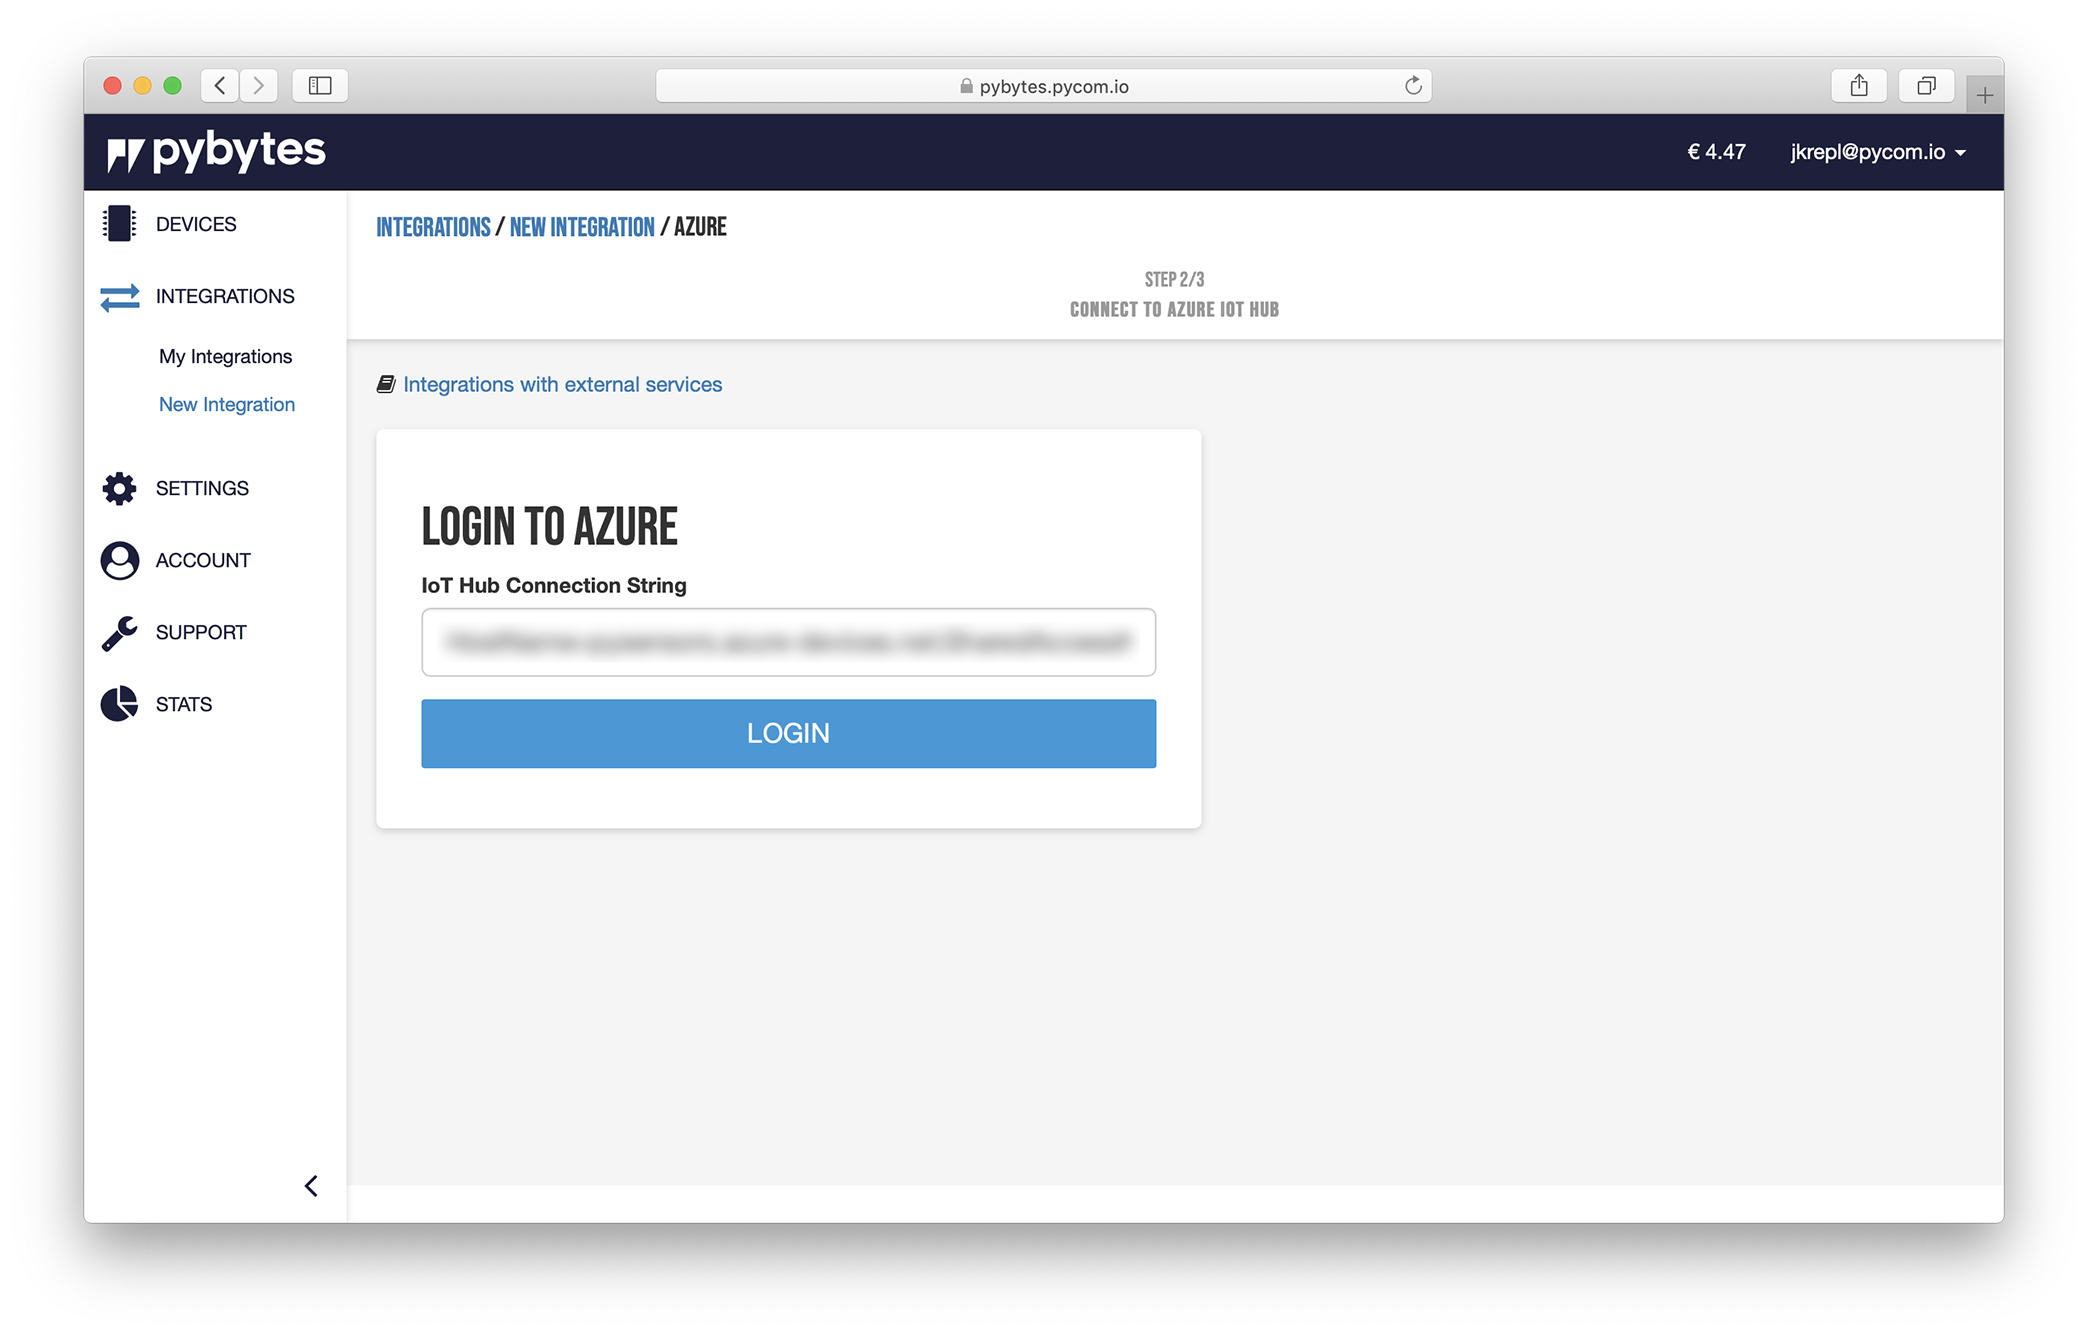 pybytes.pycom.io
pybytes
€ 4.47
jkrepl@pycom.io
DEVICES
INTEGRATIONS
My Integrations
New Integration
SETTINGS
ACCOUNT
SUPPORT
STATS
INTEGRATIONS / NEW INTEGRATION / AZURE
STEP 2/3
CONNECT TO AZURE IOT HUB
Integrations with external services
LOGIN TO AZURE
IoT Hub Connection String
LOGIN